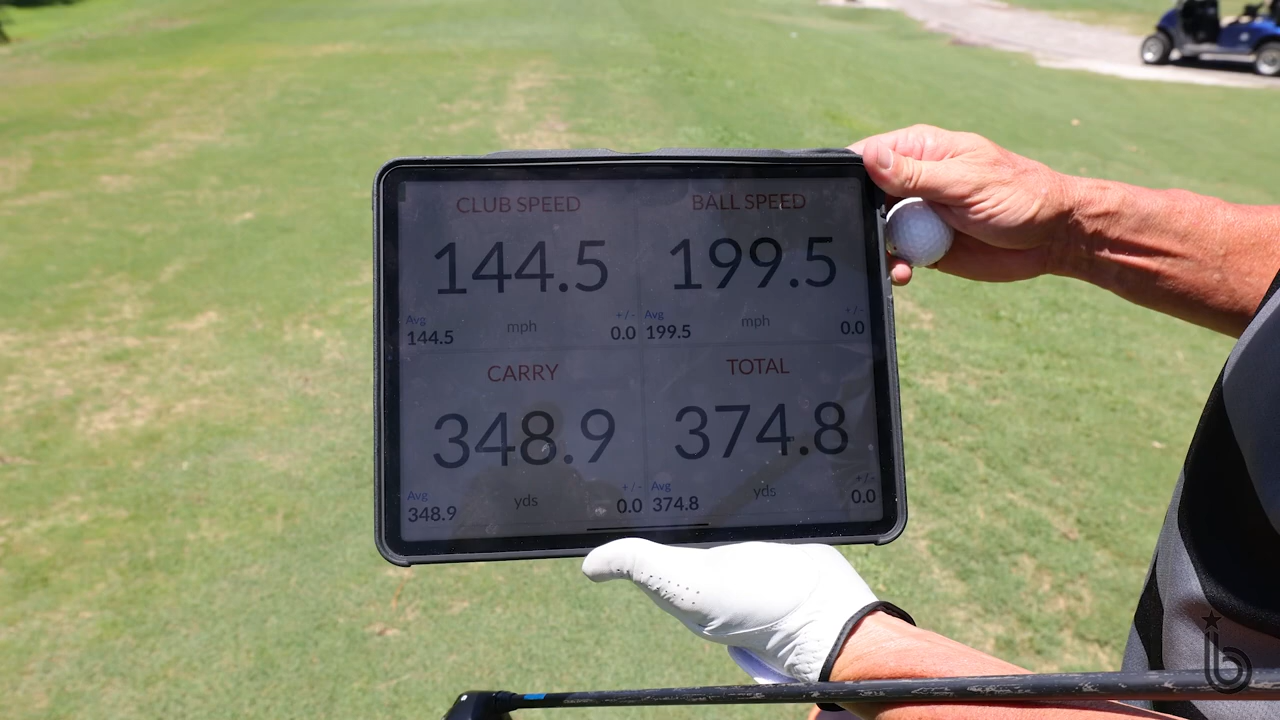 CLUB SPEED
144.5
Avg mph +/-
144.5 0.0
BALL SPEED
199.5
Avg mph +/-
199.5 0.0
CARRY
348.9
Avg yds +/-
348.9 0.0
TOTAL
374.8
Avg yds +/-
374.8 0.0
b